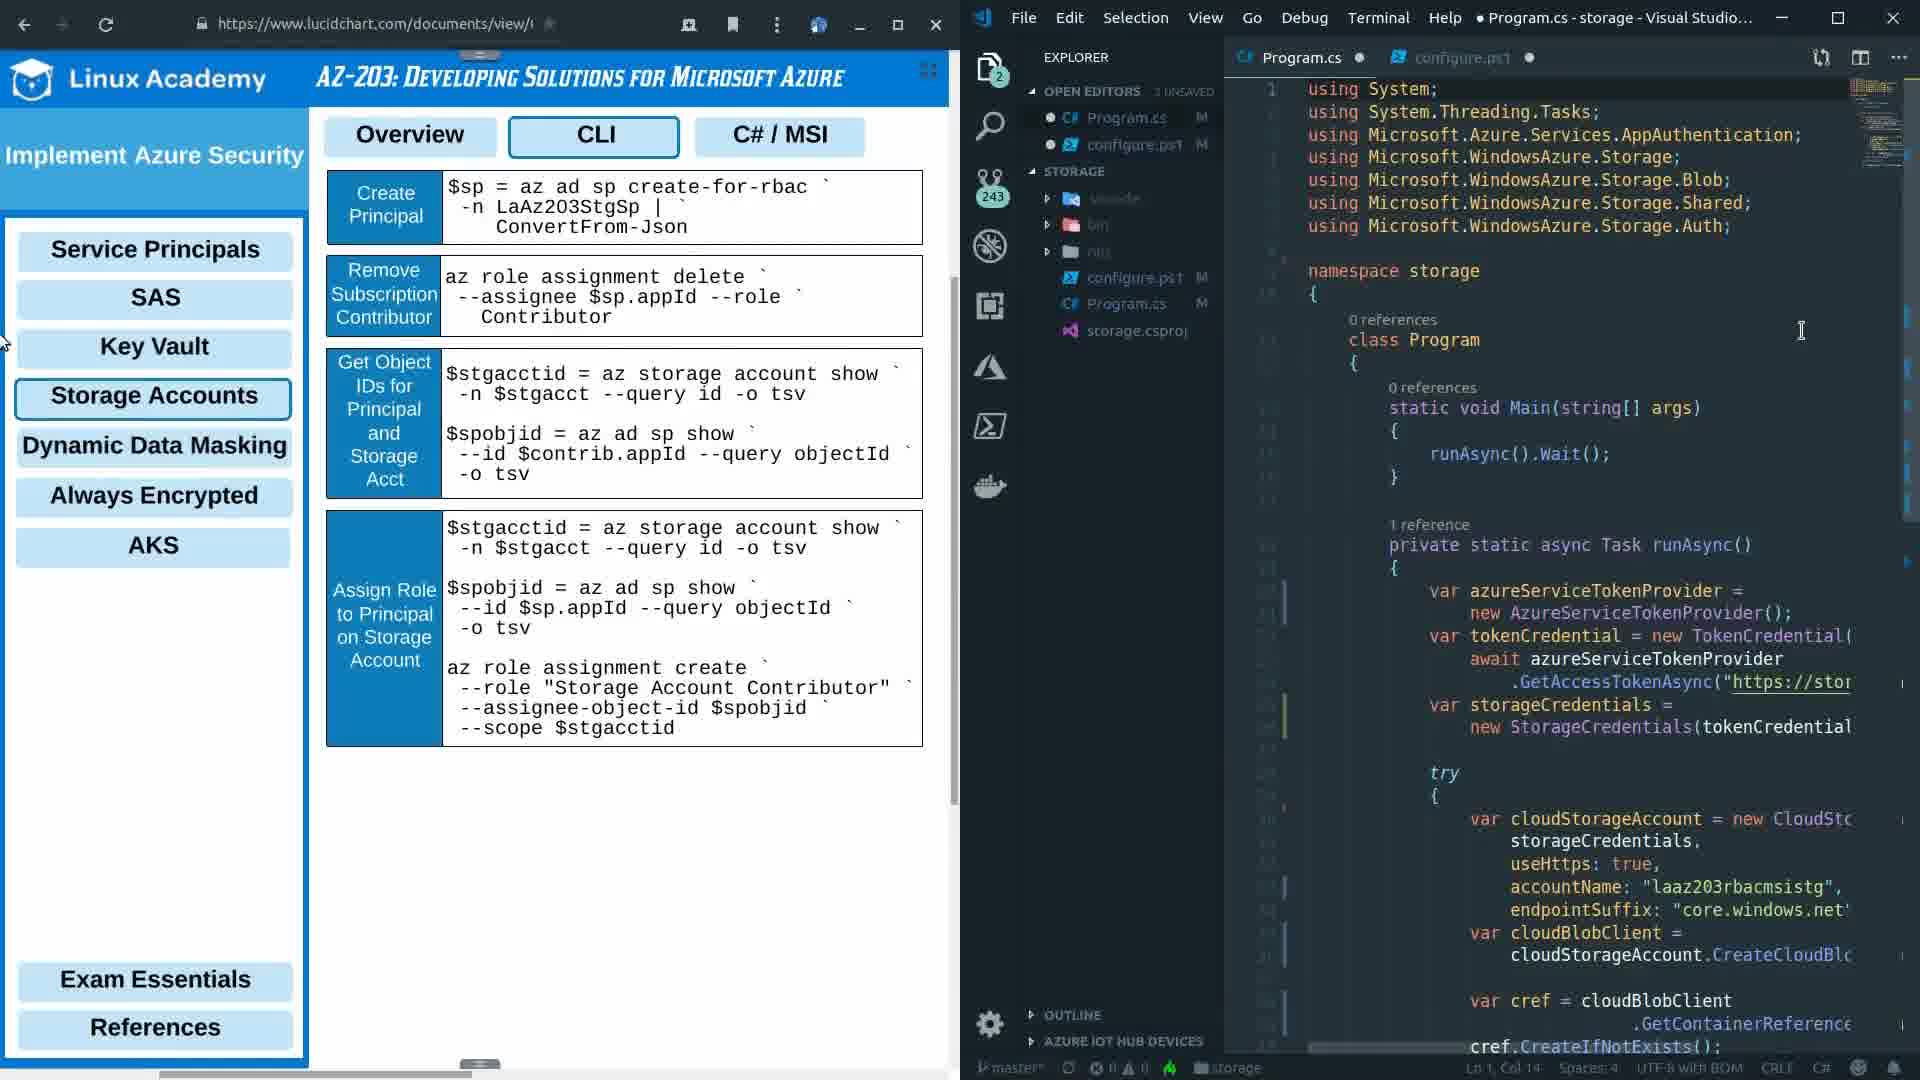 https://www.lucidchart.com/documents/view/
Linux Academy
AZ-203: Developing Solutions for Microsoft Azure
Implement Azure Security
Service Principals
SAS
Key Vault
Storage Accounts
Dynamic Data Masking
Always Encrypted
AKS
Exam Essentials
References
Overview
CLI
C# / MSI
Create
Principal
$sp = az ad sp create-for-rbac `
-n LaAz203StgSp | `
ConvertFrom-Json
Remove
Subscription
Contributor
az role assignment delete `
--assignee $sp.appId --role `
Contributor
Get Object
IDs for
Principal
and
Storage
Acct
$stgacctid = az storage account show `
-n $stgacct --query id -o tsv
$spobjid = az ad sp show `
--id $contrib.appId --query objectId `
-o tsv
Assign Role
to Principal
on Storage
Account
$stgacctid = az storage account show `
-n $stgacct --query id -o tsv
$spobjid = az ad sp show `
--id $sp.appId --query objectId `
-o tsv
az role assignment create `
--role "Storage Account Contributor" `
--assignee-object-id $spobjid `
--scope $stgacctid
File Edit Selection View Go Debug Terminal Help ● Program.cs - storage - Visual Studio...
2
243
EXPLORER
OPEN EDITORS 2 UNSAVED
C# Program.cs M
configure.ps1 M
STORAGE
.vscode
bin
obj
configure.ps1 M
C# Program.cs M
storage.csproj
OUTLINE
AZURE IOT HUB DEVICES
C# Program.cs
configure.ps1
1 using System;
using System.Threading.Tasks;
using Microsoft.Azure.Services.AppAuthentication;
using Microsoft.WindowsAzure.Storage;
using Microsoft.WindowsAzure.Storage.Blob;
using Microsoft.WindowsAzure.Storage.Shared;
using Microsoft.WindowsAzure.Storage.Auth;
namespace storage
{
0 references
class Program
{
0 references
static void Main(string[] args)
{
runAsync().Wait();
}
1 reference
private static async Task runAsync()
{
var azureServiceTokenProvider =
new AzureServiceTokenProvider();
var tokenCredential = new TokenCredential(
await azureServiceTokenProvider
.GetAccessTokenAsync("https://stor
var storageCredentials =
new StorageCredentials(tokenCredential
try
{
var cloudStorageAccount = new CloudSto
storageCredentials,
useHttps: true,
accountName: "laaz203rbacmsistg",
endpointSuffix: "core.windows.net"
var cloudBlobClient =
cloudStorageAccount.CreateCloudBlo
var cref = cloudBlobClient
.GetContainerReference
cref.CreateIfNotExists();
master* 0 0 storage Ln 1, Col 14 Spaces: 4 UTF-8 with BOM CRLF C#